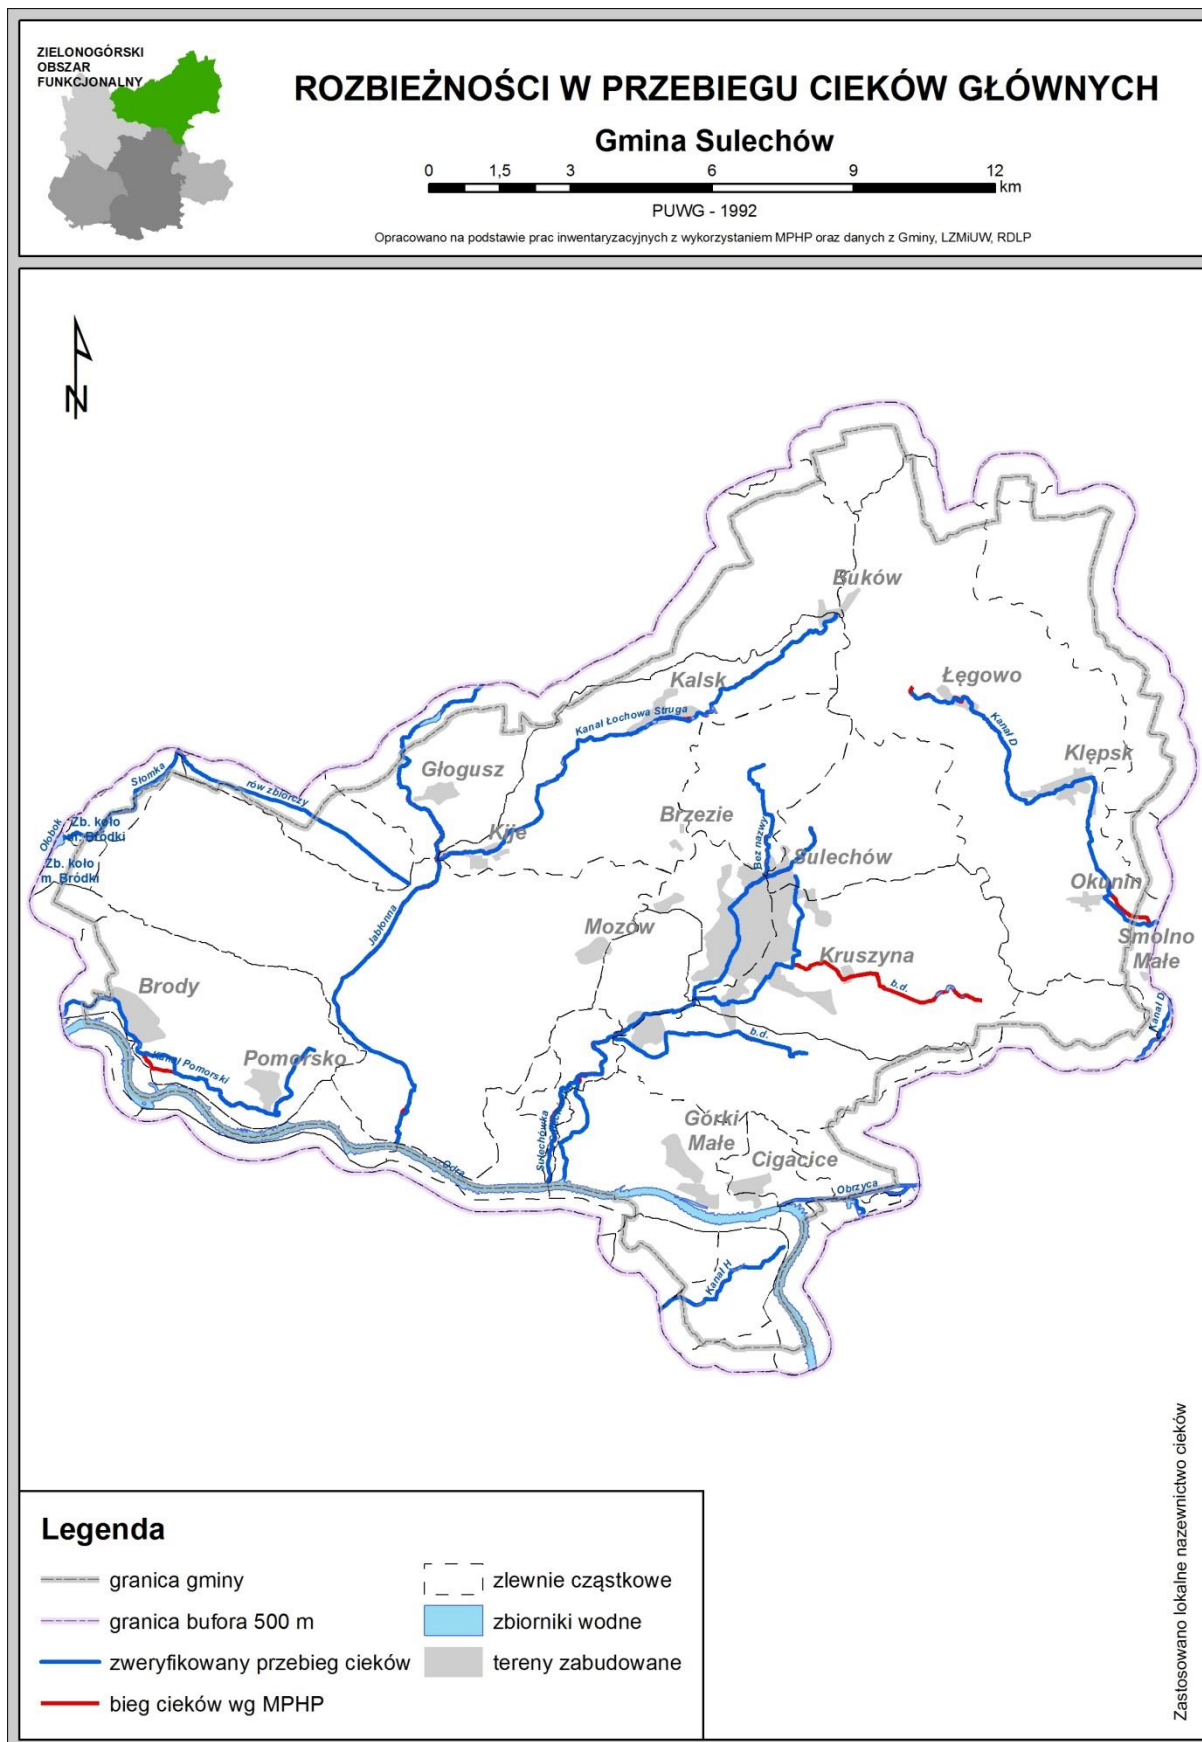 ZIELONOGÓRSKI
OBSZAR
FUNKCJONALNY
ROZBIEŻNOŚCI W PRZEBIEGU CIEKÓW GŁÓWNYCH
Gmina Sulechów
0 1,5 3 6 9 12
km
PUWG - 1992
Opracowano na podstawie prac inwentaryzacyjnych z wykorzystaniem MPHP oraz danych z Gminy, LZMiUW, RDLP
N
Buków
Kalsk
Łęgowo
Kanał Łochowa Struga
Kanał D
Klępsk
Głogusz
Słomka
rów zbiorczy
Ołobok
Zb. koło
m. Bródki
Zb. koło
m. Bródki
Kije
Brzezie
Bez nazwy
Sulechów
Okunin
Jabłonna
Mozów
Smolno
Małe
Kruszyna
b.d.
Brody
Kanał D
b.d.
Kanał Pomorski
Pomorsko
Górki
Małe
Sulechówka
Cigacice
Odra
Obrzyca
Kanał H
Legenda
granica gminy
zlewnie cząstkowe
granica bufora 500 m
zbiorniki wodne
zweryfikowany przebieg cieków
tereny zabudowane
bieg cieków wg MPHP
Zastosowano lokalne nazewnictwo cieków